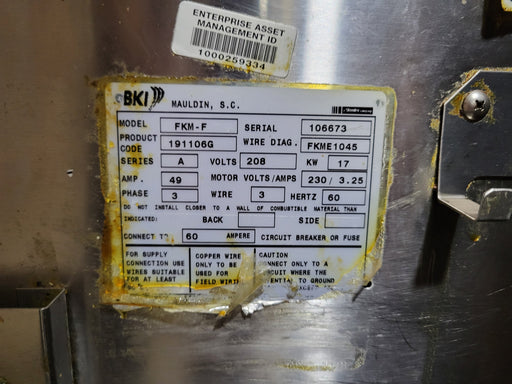 ENTERPRISE ASSET
MANAGEMENT ID
1000259334
BKI MAULDIN, S.C.
MODEL FKM-F SERIAL 106673
PRODUCT CODE 191106G WIRE DIAG. FKME1045
SERIES A VOLTS 208 KW 17
AMP. 49 MOTOR VOLTS/AMPS 230 / 3.25
PHASE 3 WIRE 3 HERTZ 60
DO NOT INSTALL CLOSER TO A WALL OF COMBUSTIBLE MATERIAL THAN
INDICATED: BACK SIDE
CONNECT TO 60 AMPERE CIRCUIT BREAKER OR FUSE
FOR SUPPLY
CONNECTION USE
WIRES SUITABLE
FOR AT LEAST
COPPER WIRE
ONLY TO BE
USED FOR
FIELD
CAUTION
CONNECT ONLY TO A
CIRCUIT WHERE THE
TO GROUND